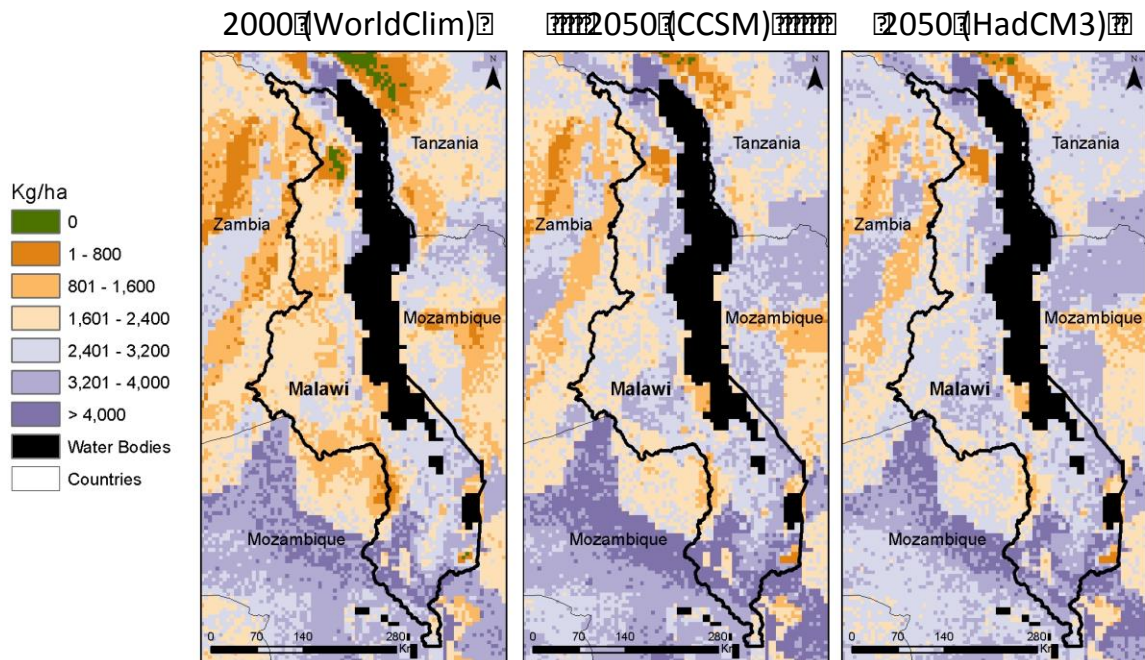 2000 (WorldClim)
2050 (CCSM)
2050 (HadCM3)
Kg/ha
0
1 - 800
801 - 1,600
1,601 - 2,400
2,401 - 3,200
3,201 - 4,000
> 4,000
Water Bodies
Countries
N
Tanzania
Zambia
Mozambique
Malawi
Mozambique
0 70 140 280
Kr
N
Tanzania
Zambia
Mozambique
Malawi
Mozambique
0 70 140 280
Kr
N
Tanzania
Zambia
Mozambique
Malawi
Mozambique
0 70 140 280
Kr